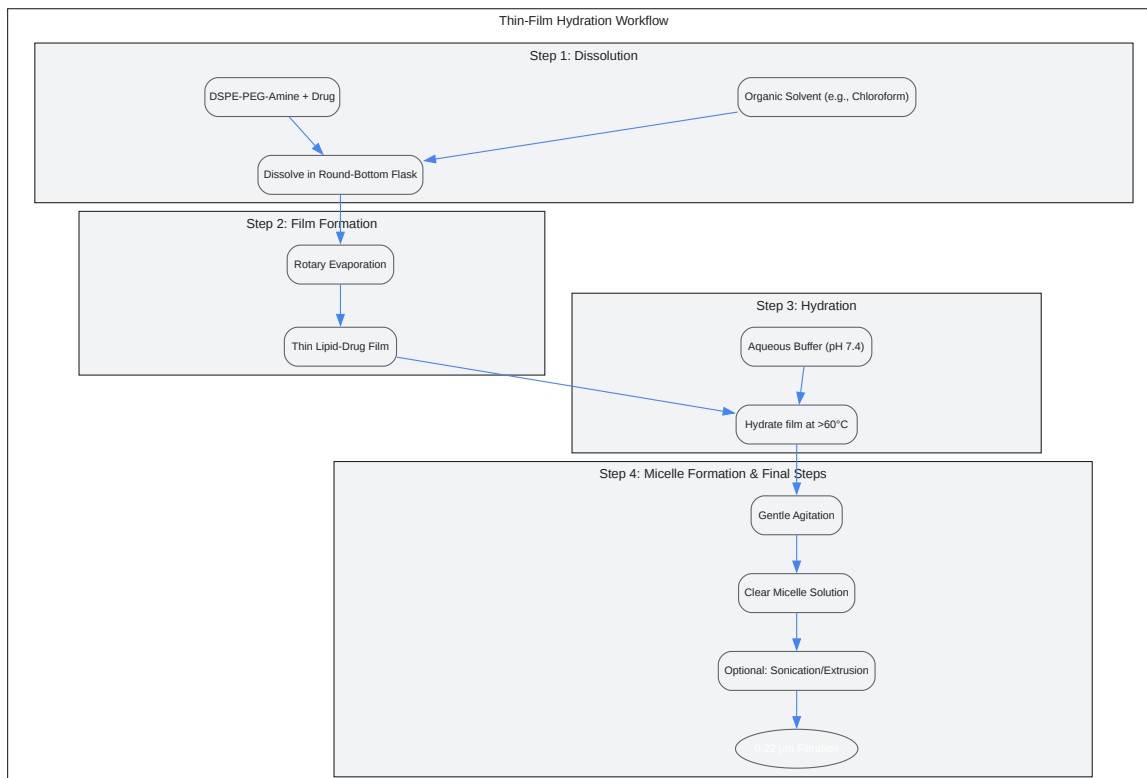 Thin-Film Hydration Workflow
Step 1: Dissolution
DSPE-PEG-Amine + Drug
Organic Solvent (e.g., Chloroform)
Dissolve in Round-Bottom Flask
Step 2: Film Formation
Rotary Evaporation
Thin Lipid-Drug Film
Step 3: Hydration
Aqueous Buffer (pH 7.4)
Hydrate film at >60°C
Step 4: Micelle Formation & Final Steps
Gentle Agitation
Clear Micelle Solution
Optional: Sonication/Extrusion
0.22 µm Filtration